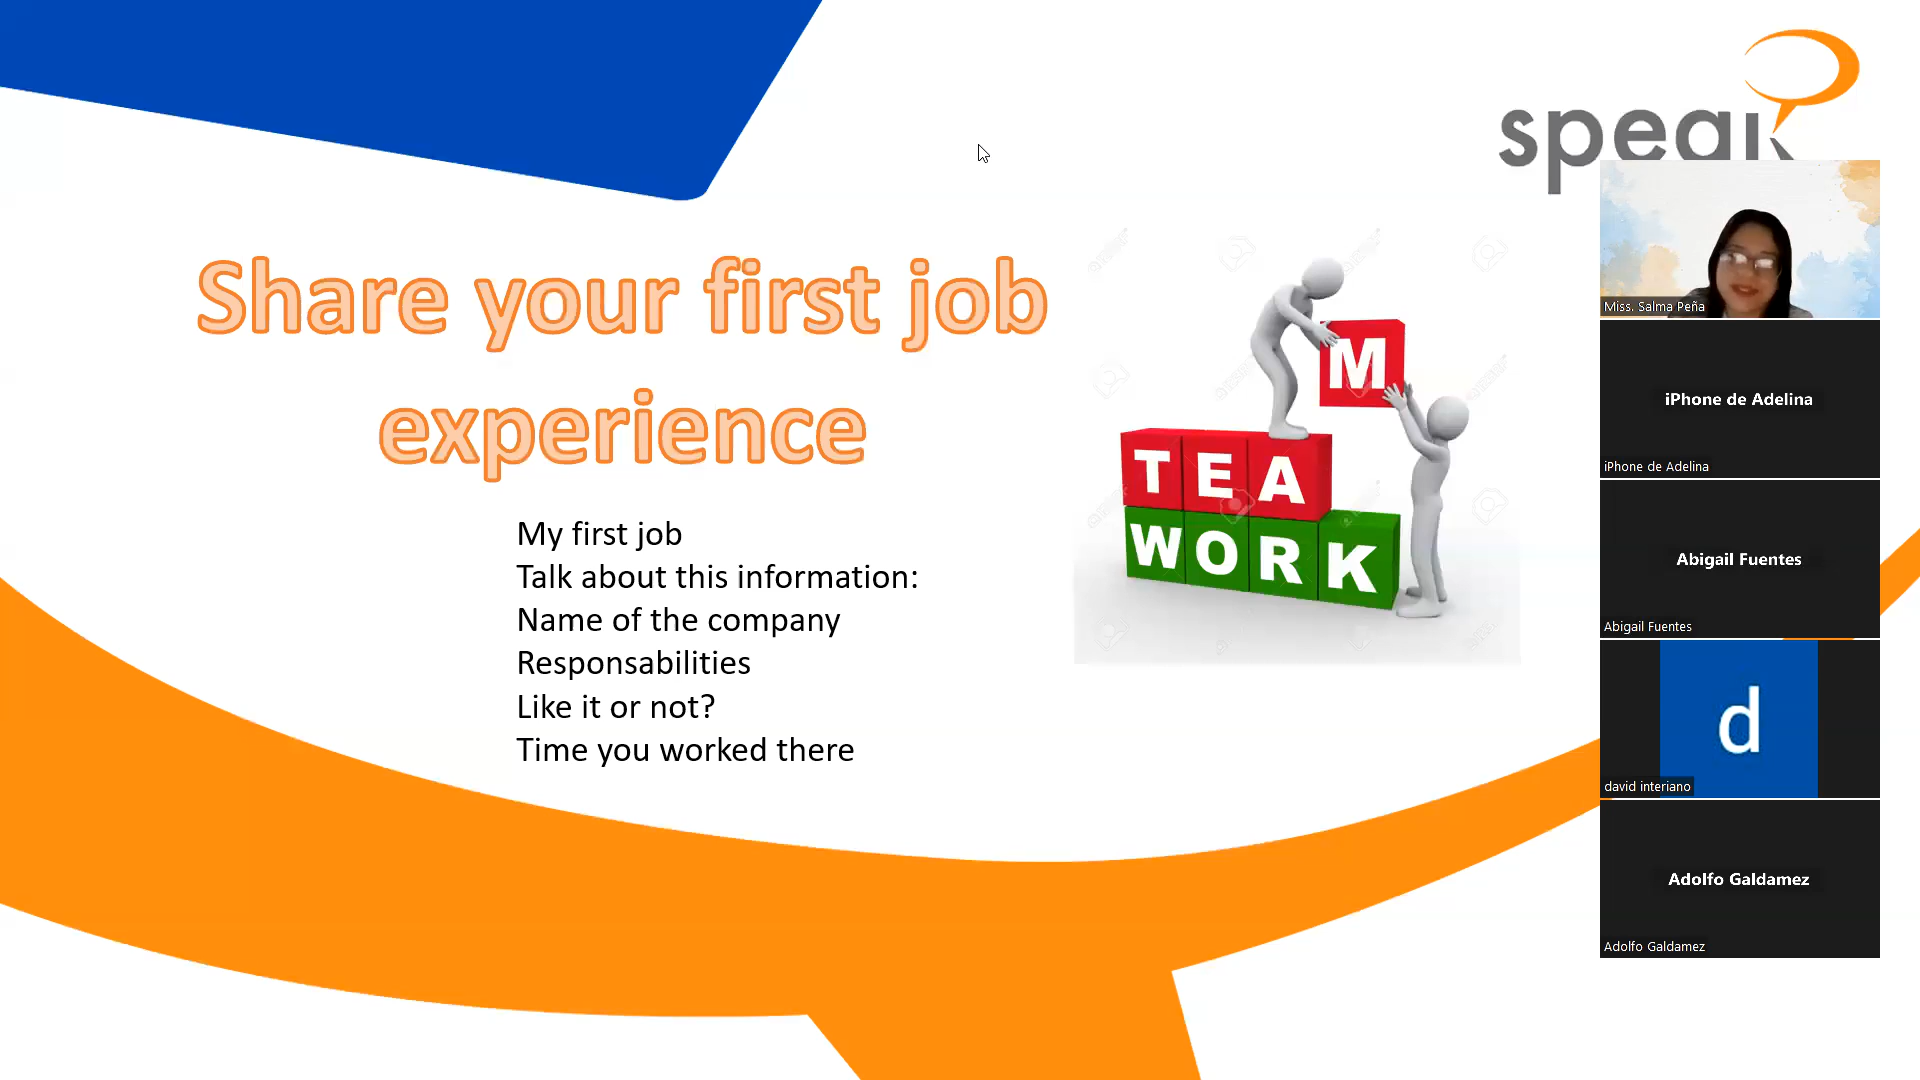 speak
Share your first job
experience
My first job
Talk about this information:
Name of the company
Responsabilities
Like it or not?
Time you worked there
M
TEA
WORK
Miss. Salma Peña
iPhone de Adelina
iPhone de Adelina
Abigail Fuentes
Abigail Fuentes
d
david interiano
Adolfo Galdamez
Adolfo Galdamez